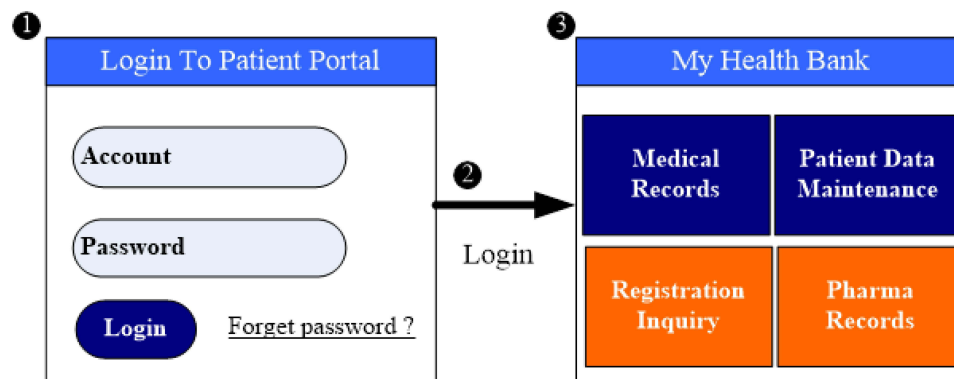 ❶
Login To Patient Portal
Account
Password
Login
Forget password ?
❷
Login
❸
My Health Bank
Medical
Records
Patient Data
Maintenance
Registration
Inquiry
Pharma
Records